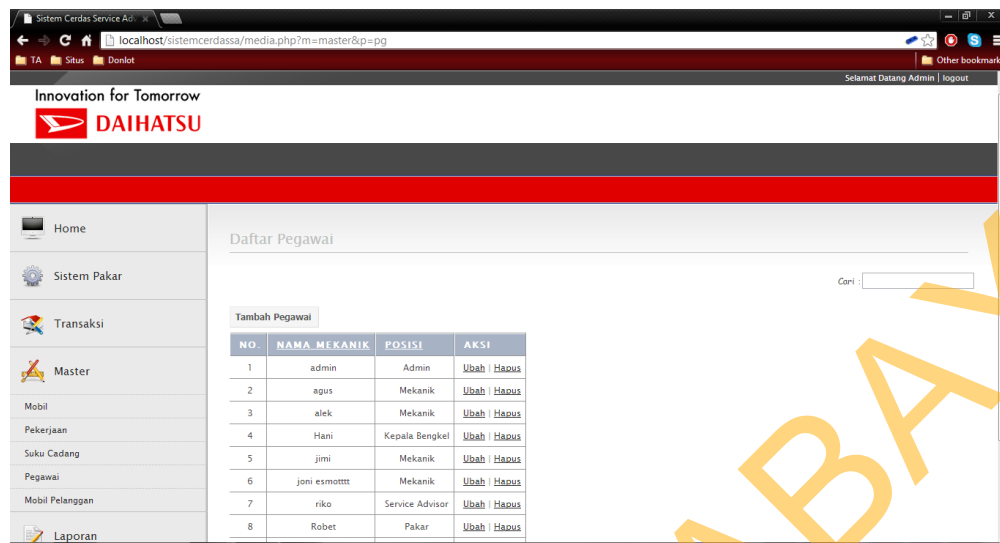 Sistem Cerdas Service Adv
localhost/sistemcerdassa/media.php?m=master&p=pg
TA Situs Donlot Other bookmark
Selamat Datang Admin | logout
Innovation for Tomorrow
DAIHATSU
Home
Sistem Pakar
Transaksi
Master
Mobil
Pekerjaan
Suku Cadang
Pegawai
Mobil Pelanggan
Laporan
Daftar Pegawai
Cari :
Tambah Pegawai
NO. NAMA MEKANIK POSISI AKSI
1 admin Admin Ubah | Hapus
2 agus Mekanik Ubah | Hapus
3 alek Mekanik Ubah | Hapus
4 Hani Kepala Bengkel Ubah | Hapus
5 jimi Mekanik Ubah | Hapus
6 joni esmotttt Mekanik Ubah | Hapus
7 riko Service Advisor Ubah | Hapus
8 Robet Pakar Ubah | Hapus
ABAY